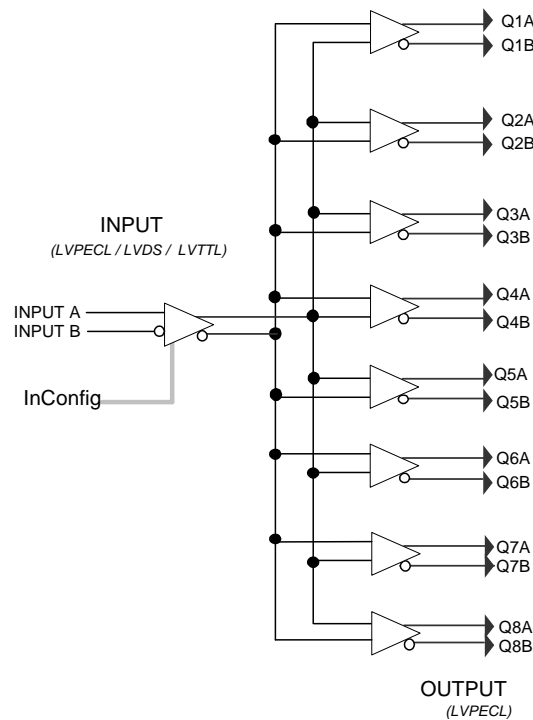 Q1A
Q1B
Q2A
Q2B
INPUT
(LVPECL / LVDS / LVTTL)
Q3A
Q3B
INPUT A
INPUT B
Q4A
Q4B
InConfig
Q5A
Q5B
Q6A
Q6B
Q7A
Q7B
Q8A
Q8B
OUTPUT
(LVPECL)